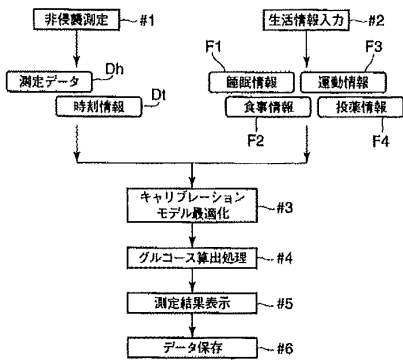 非侵襲測定
#1
生活情報入力
#2
Dh
測定データ
Dt
時刻情報
F1
F3
睡眠情報
運動情報
食事情報
投薬情報
F2
F4
キャリブレーション
モデル最適化
#3
グルコース算出処理
#4
測定結果表示
#5
データ保存
#6